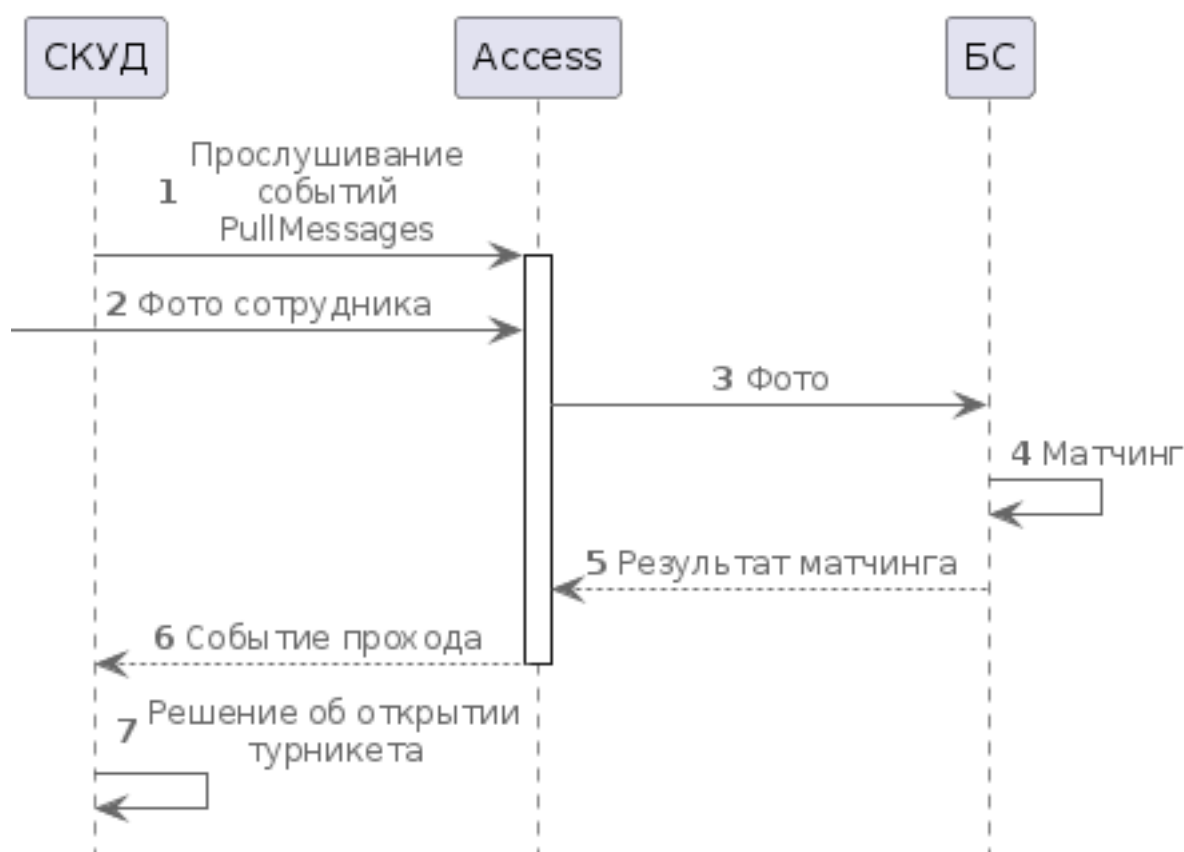 СКУД
Access
БС
Прослушивание
1 событий
PullMessages
2 Фото сотрудника
3 Фото
4 Матчинг
5 Результат матчинга
6 Событие прохода
7 Решение об открытии
турникета